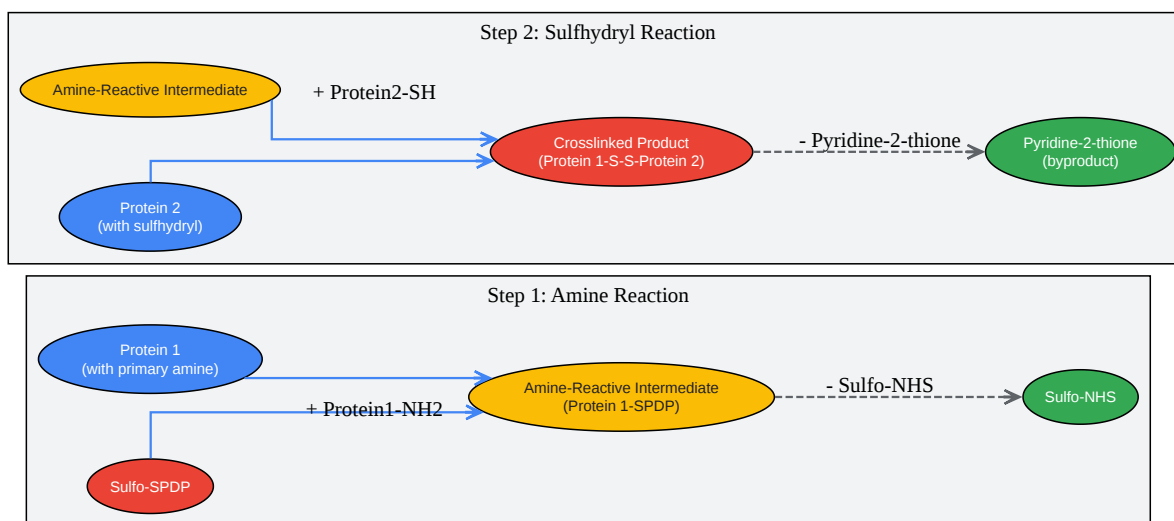 Step 2: Sulfhydryl Reaction
Amine-Reactive Intermediate
+ Protein2-SH
Crosslinked Product
(Protein 1-S-S-Protein 2)
- Pyridine-2-thione
Pyridine-2-thione
(byproduct)
Protein 2
(with sulfhydryl)
Step 1: Amine Reaction
Protein 1
(with primary amine)
+ Protein1-NH2
Amine-Reactive Intermediate
(Protein 1-SPDP)
- Sulfo-NHS
Sulfo-NHS
Sulfo-SPDP